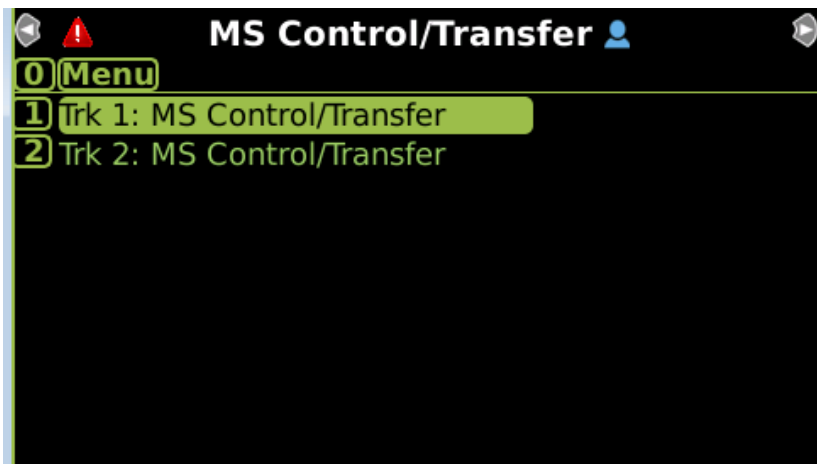 MS Control/Transfer
0 Menu
1 Trk 1: MS Control/Transfer
2 Trk 2: MS Control/Transfer